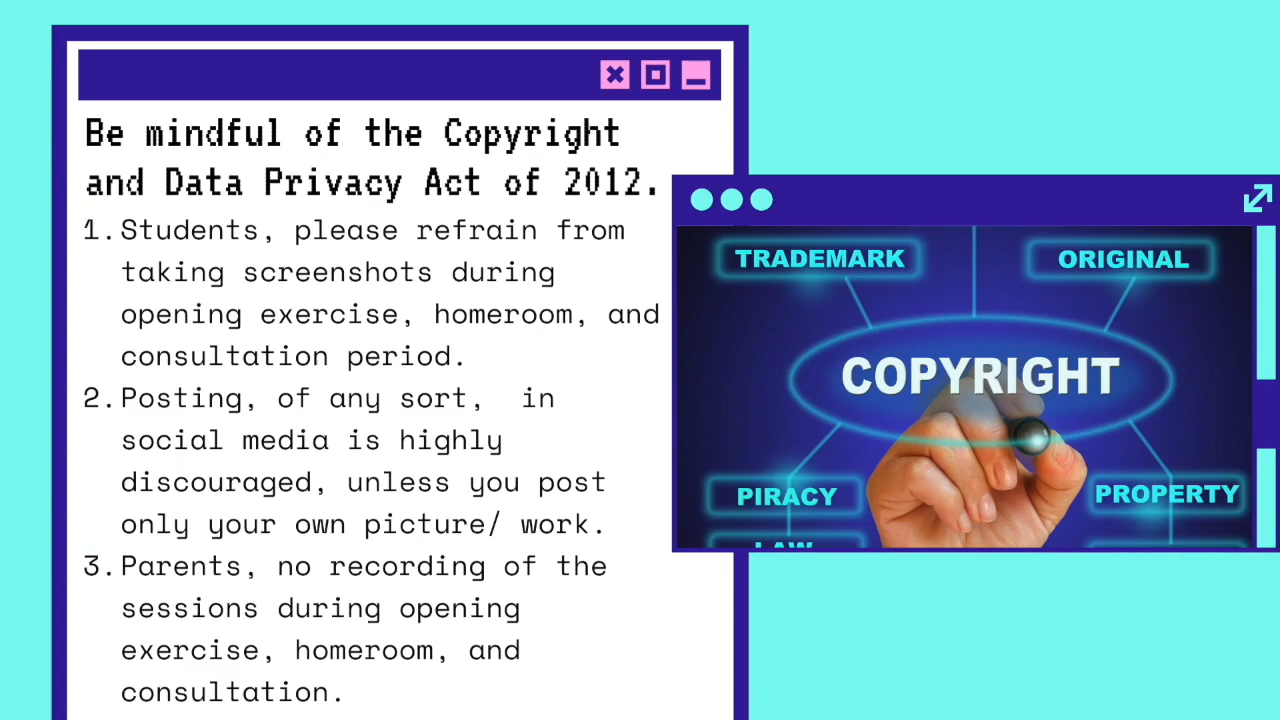 Be mindful of the Copyright
and Data Privacy Act of 2012.
1. Students, please refrain from
taking screenshots during
opening exercise, homeroom, and
consultation period.
2. Posting, of any sort,  in
social media is highly
discouraged, unless you post
only your own picture/ work.
3. Parents, no recording of the
sessions during opening
exercise, homeroom, and
consultation.
TRADEMARK
ORIGINAL
COPYRIGHT
PIRACY
PROPERTY
LAW